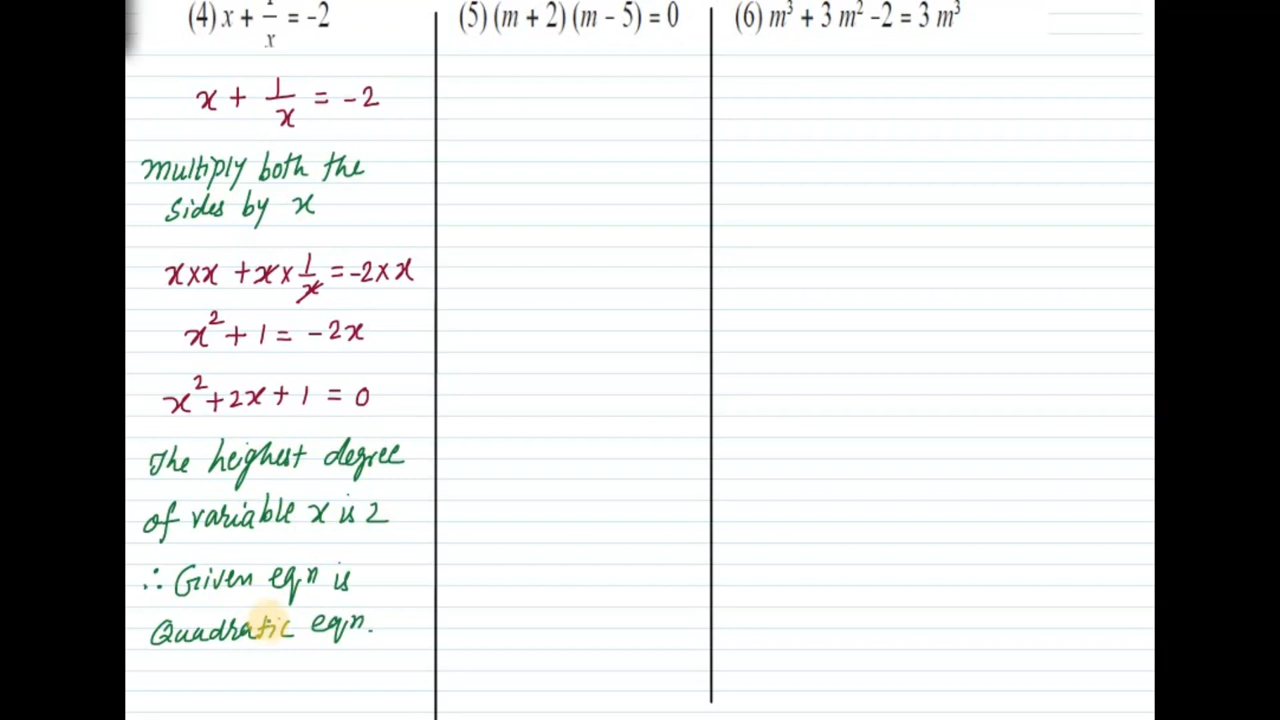 (4) x + 1/x = -2
(5) (m + 2) (m – 5) = 0
(6) m³ + 3 m² -2 = 3 m³
x + 1/x = -2
Multiply both the
sides by x
x×x + x× 1/x = -2×x
x² + 1 = -2x
x² + 2x + 1 = 0
The highest degree
of variable x is 2
∴ Given eqn is
Quadratic eqn.